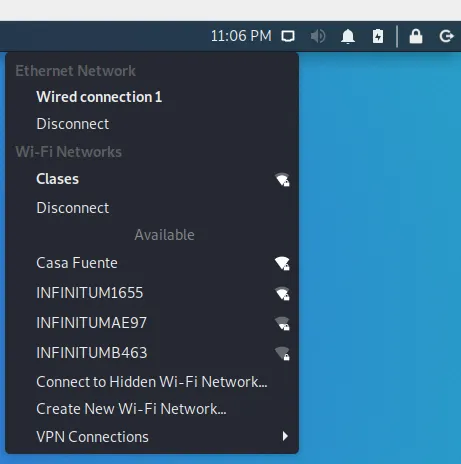 11:06 PM
Ethernet Network
Wired connection 1
Disconnect
Wi-Fi Networks
Clases
Disconnect
Available
Casa Fuente
INFINITUM1655
INFINITUMAE97
INFINITUMB463
Connect to Hidden Wi-Fi Network...
Create New Wi-Fi Network...
VPN Connections